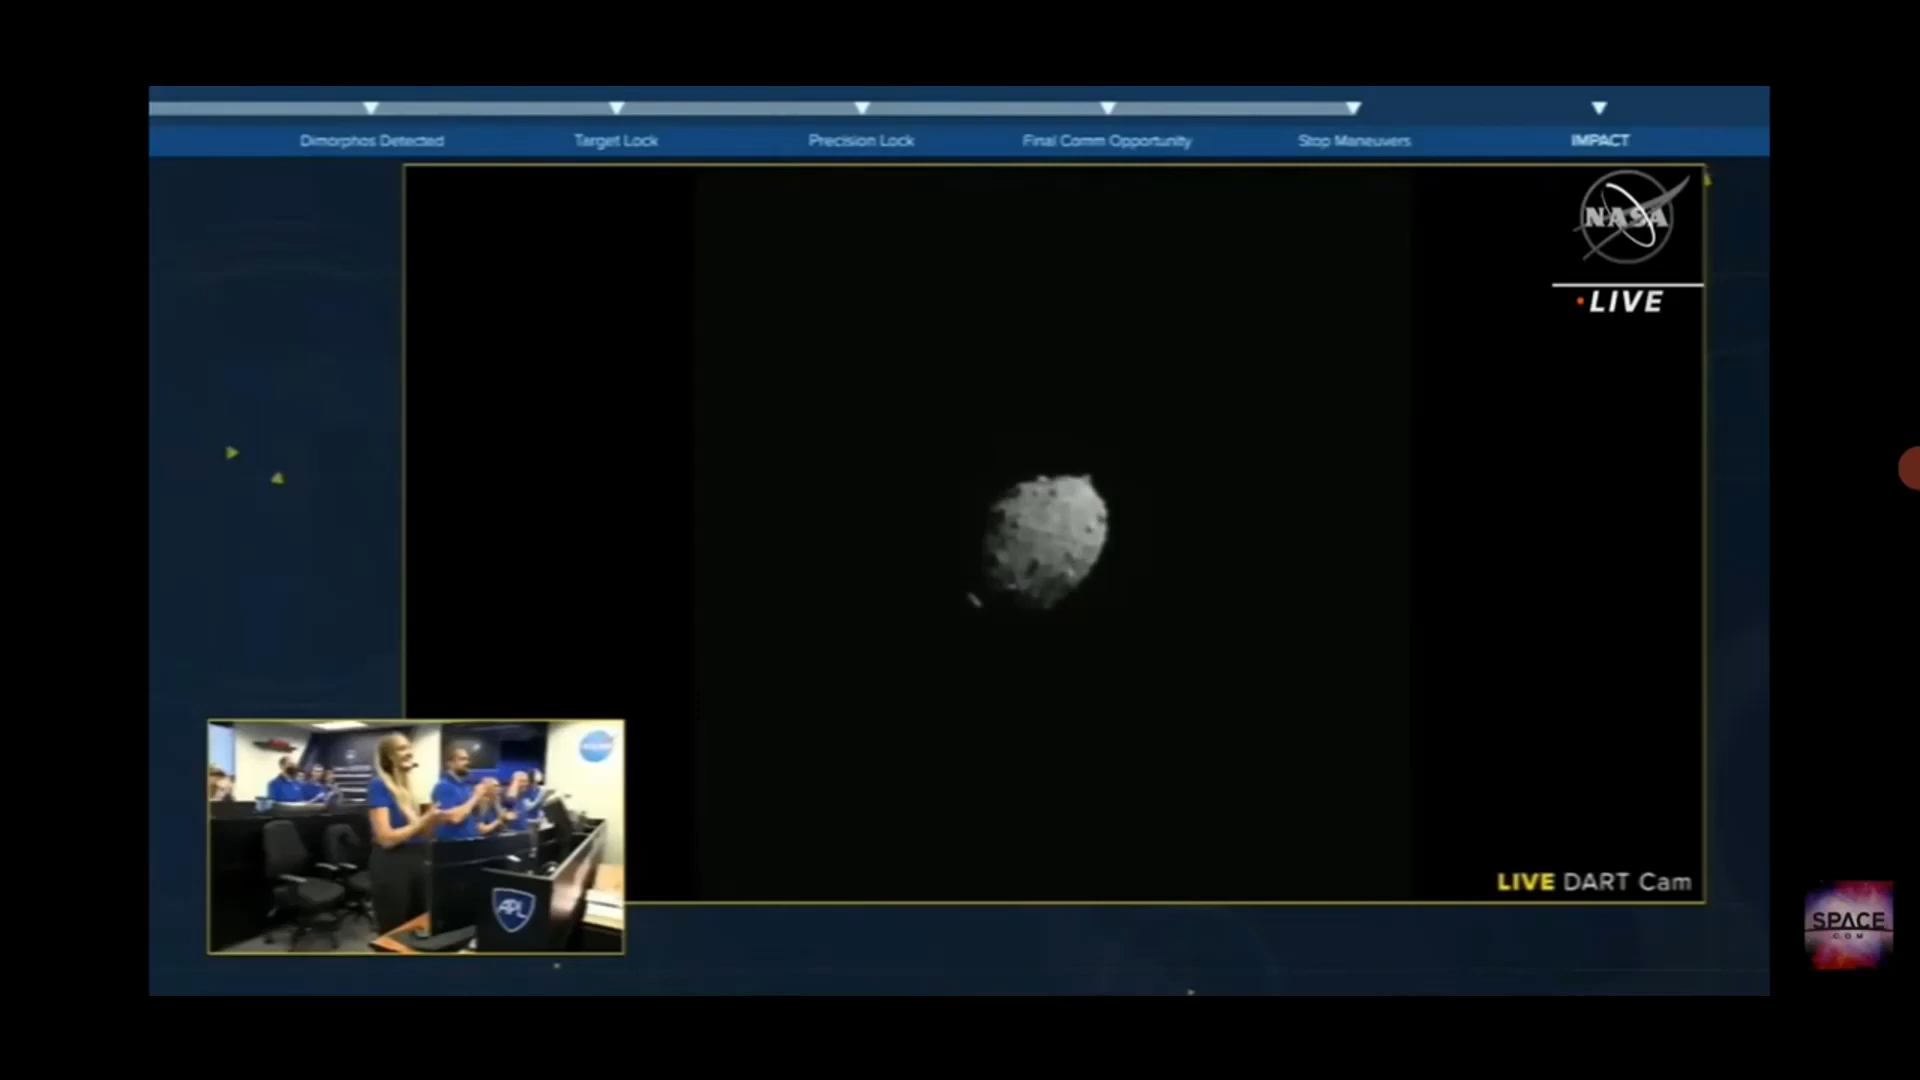 Dimorphos Detected
Target Lock
Precision Lock
Final Comm Opportunity
Stop Maneuvers
IMPACT
NASA
LIVE
LIVE DART Cam
APL
SPACE
.COM